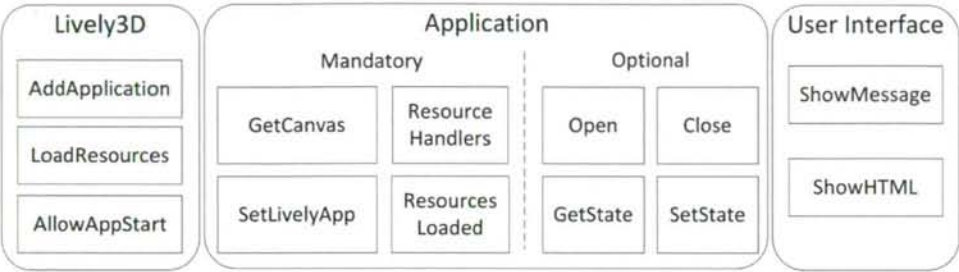 Lively3D
AddApplication
LoadResources
AllowAppStart
Application
Mandatory
GetCanvas
Resource
Handlers
SetLivelyApp
Resources
Loaded
Optional
Open
Close
GetState
SetState
User Interface
ShowMessage
ShowHTML